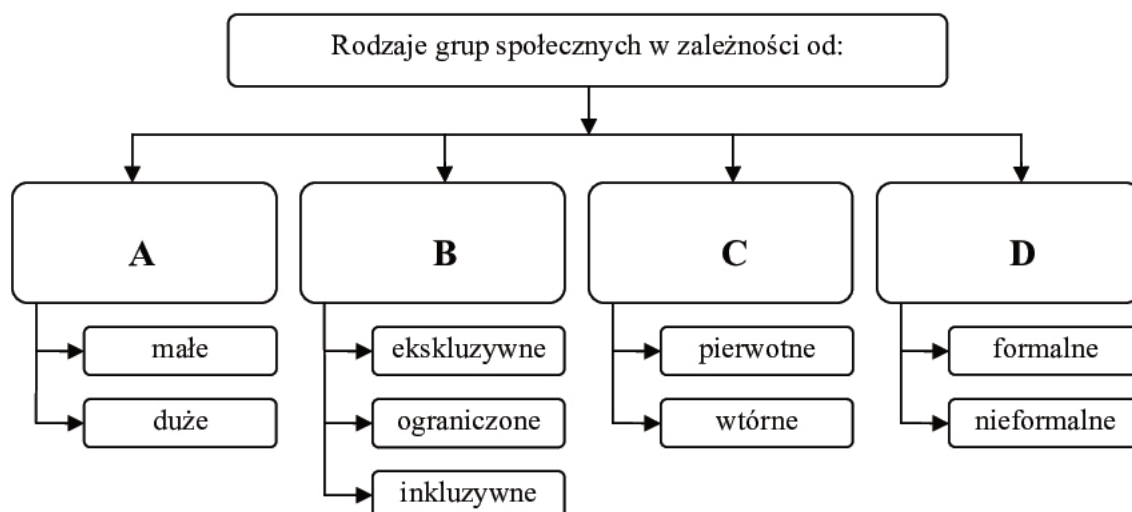 Rodzaje grup społecznych w zależności od:
A
B
C
D
małe
ekskluzywne
pierwotne
formalne
duże
ograniczone
wtórne
nieformalne
inkluzywne